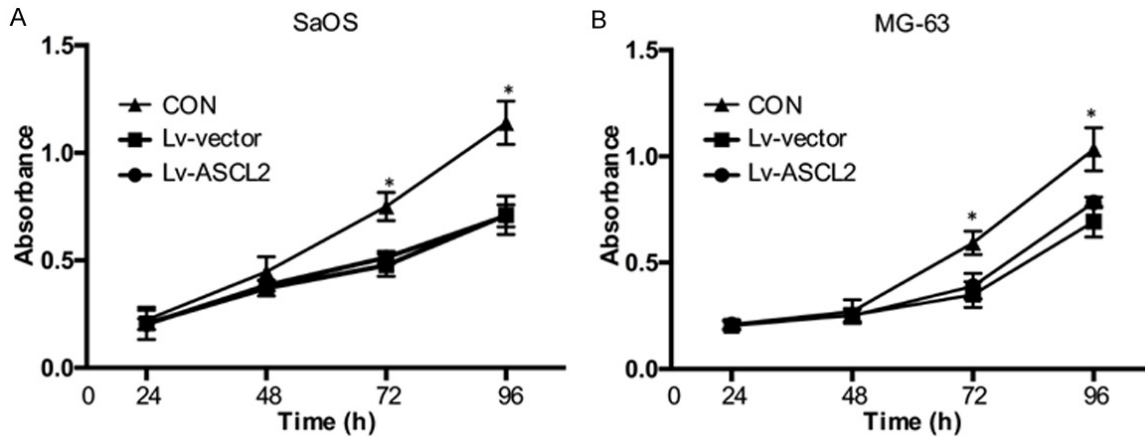 A
SaOS
1.5
1.0
0.5
0.0
Absorbance
CON
Lv-vector
Lv-ASCL2
*
*
0 24 48 72 96
Time (h)
B
MG-63
1.5
1.0
0.5
0.0
Absorbance
CON
Lv-vector
Lv-ASCL2
*
*
0 24 48 72 96
Time (h)